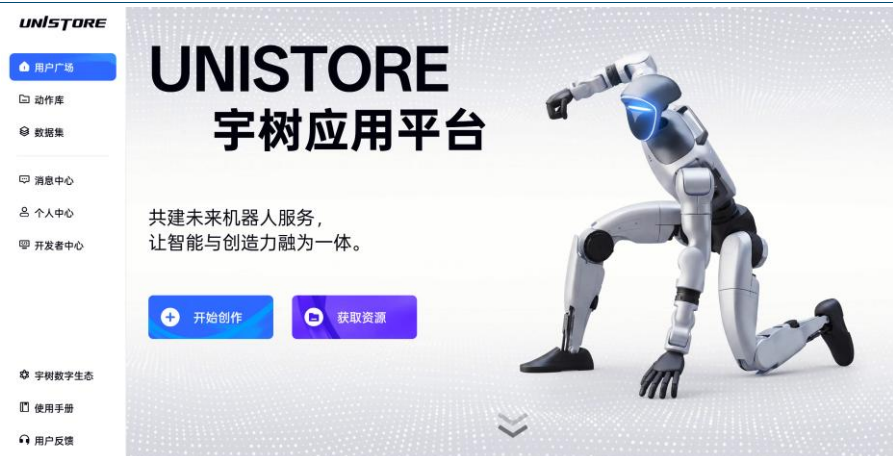 UNISTORE
用户广场
动作库
数据集
消息中心
个人中心
开发者中心
宇树数字生态
使用手册
用户反馈
UNISTORE
宇树应用平台
共建未来机器人服务，
让智能与创造力融为一体。
开始创作
获取资源